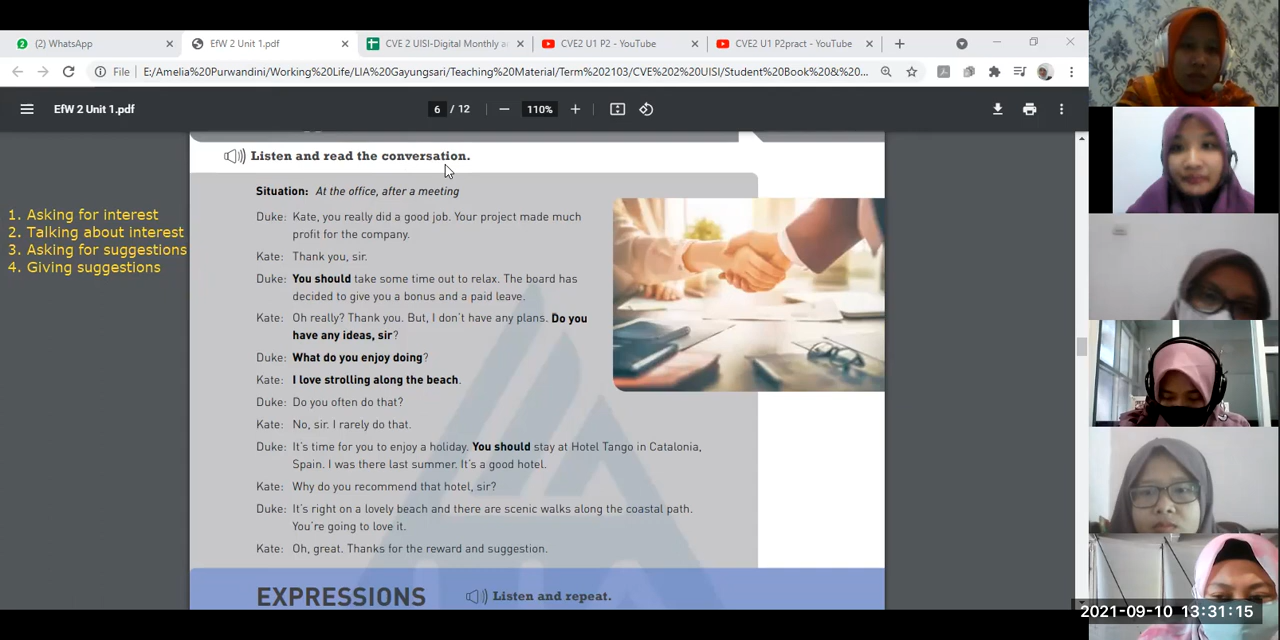 (2) WhatsApp
EfW 2 Unit 1.pdf
CVE 2 UISI-Digital Monthly a
CVE2 U1 P2 - YouTube
CVE2 U1 P2pract - YouTube
File
E:/Amelia%20Purwandini/Working%20Life/LIA%20Gayungsari/Teaching%20Material/Term%202103/CVE%202%20UISI/Student%20Book%20&%20...
EfW 2 Unit 1.pdf
6 / 12
110%
Listen and read the conversation.
Situation: At the office, after a meeting
1. Asking for interest
2. Talking about interest
3. Asking for suggestions
4. Giving suggestions
Duke: Kate, you really did a good job. Your project made much
profit for the company.
Kate: Thank you, sir.
Duke: You should take some time out to relax. The board has
decided to give you a bonus and a paid leave.
Kate: Oh really? Thank you. But, I don't have any plans. Do you
have any ideas, sir?
Duke: What do you enjoy doing?
Kate: I love strolling along the beach.
Duke: Do you often do that?
Kate: No, sir. I rarely do that.
Duke: It's time for you to enjoy a holiday. You should stay at Hotel Tango in Catalonia,
Spain. I was there last summer. It's a good hotel.
Kate: Why do you recommend that hotel, sir?
Duke: It's right on a lovely beach and there are scenic walks along the coastal path.
You're going to love it.
Kate: Oh, great. Thanks for the reward and suggestion.
EXPRESSIONS
Listen and repeat.
2021-09-10 13:31:15